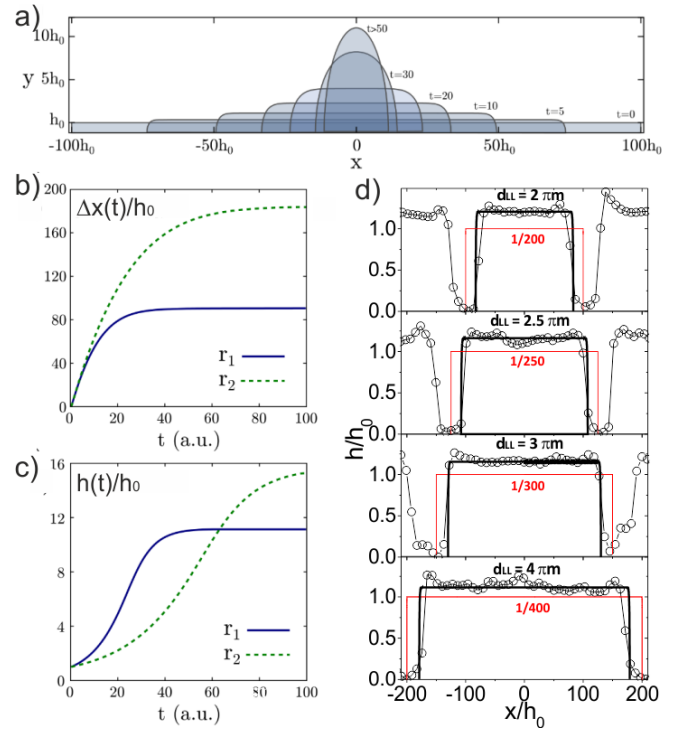 a)
10h₀
y 5h₀
h₀
t>50
t=30
t=20
t=10
t=5
t=0
-100h₀ -50h₀ 0 50h₀ 100h₀
x
b)
Δx(t)/h₀
200
160
120
80
40
0
r₁
r₂
0 20 40 60 80 100
t (a.u.)
c)
h(t)/h₀
16
12
8
4
0
r₁
r₂
0 20 40 60 80 100
t (a.u.)
d)
h/h₀
dLL = 2 πm
1.0
0.5
0.0
1/200
dLL = 2.5 πm
1.0
0.5
0.0
1/250
dLL = 3 πm
1.0
0.5
0.0
1/300
dLL = 4 πm
1.0
0.5
0.0
1/400
-200 -100 0 100 200
x/h₀